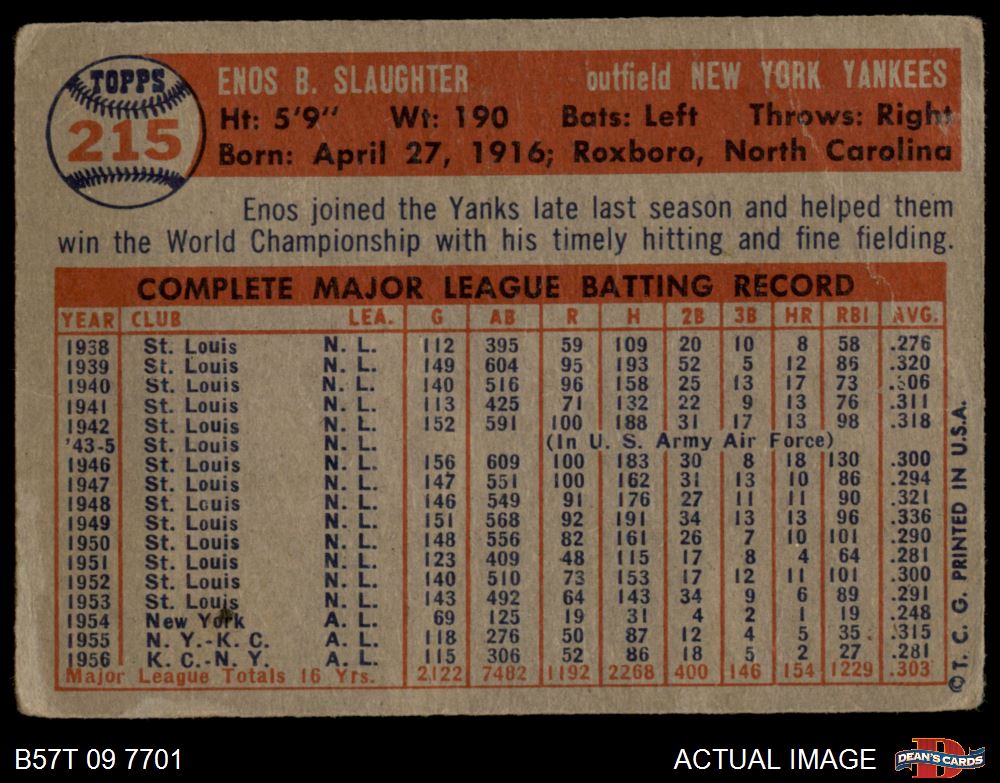 TOPPS
215
ENOS B. SLAUGHTER outfield NEW YORK YANKEES
Ht: 5'9" Wt: 190 Bats: Left Throws: Right
Born: April 27, 1916; Roxboro, North Carolina
Enos joined the Yanks late last season and helped them
win the World Championship with his timely hitting and fine fielding.
COMPLETE MAJOR LEAGUE BATTING RECORD
YEAR CLUB LEA. G AB R H 2B 3B HR RBI AVG.
1938 St. Louis N. L. 112 395 59 109 20 10 8 58 .276
1939 St. Louis N. L. 149 604 95 193 52 5 12 86 .320
1940 St. Louis N. L. 140 516 96 158 25 13 17 73 .306
1941 St. Louis N. L. 113 425 71 132 22 9 13 76 .311
1942 St. Louis N. L. 152 591 100 188 31 17 13 98 .318
'43-5 (In U. S. Army Air Force)
1946 St. Louis N. L. 156 609 100 183 30 8 18 130 .300
1947 St. Louis N. L. 147 551 100 162 31 13 10 86 .294
1948 St. Louis N. L. 146 549 91 176 27 11 11 90 .321
1949 St. Louis N. L. 151 568 92 191 34 13 13 96 .336
1950 St. Louis N. L. 148 556 82 161 26 7 10 101 .290
1951 St. Louis N. L. 123 409 48 115 17 8 4 64 .281
1952 St. Louis N. L. 140 510 73 153 17 12 11 101 .300
1953 St. Louis N. L. 143 492 64 143 34 9 6 89 .291
1954 New York A. L. 69 125 19 31 4 2 1 19 .248
1955 N. Y.-K. C. A. L. 118 276 50 87 12 4 5 35 .315
1956 K. C.-N. Y. A. L. 115 306 52 86 18 5 2 27 .281
Major League Totals 16 Yrs. 2122 7482 1192 2268 400 146 154 1229 .303
©T. C. G. PRINTED IN U.S.A.
B57T 09 7701 ACTUAL IMAGE
DEAN'S CARDS